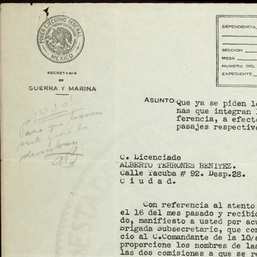 PODER EJECUTIVO FEDERAL
MEXICO
SECRETARIA
DE
GUERRA Y MARINA
DEPENDENCIA
SECCION
MESA
NUMERO DEL
EXPEDIENTE
ASUNTO: Que ya se piden lo
nas que integran l
ferencia, a efect
pasajes respectiv
C. Licenciado
ALBERTO TERRONES BENITEZ.
Calle Tacuba # 92. Desp.28.
C i u d a d.
Con referencia al atento
el 16 del mes pasado y recibid
do, manifiesto a usted por acu
brigada Subsecretario, que con
cio al C.Comandante de la 10/a
proporcione los nombres de las
las dos comisiones a que se re